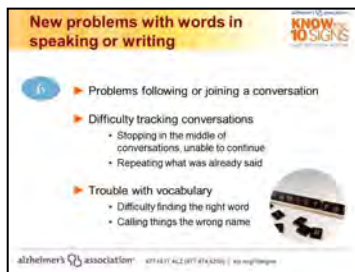 New problems with words in
speaking or writing
alzheimer's association
KNOW the
10 SIGNS
6
Problems following or joining a conversation
Difficulty tracking conversations
• Stopping in the middle of
conversations, unable to continue
• Repeating what was already said
Trouble with vocabulary
• Difficulty finding the right word
• Calling things the wrong name
alzheimer's association